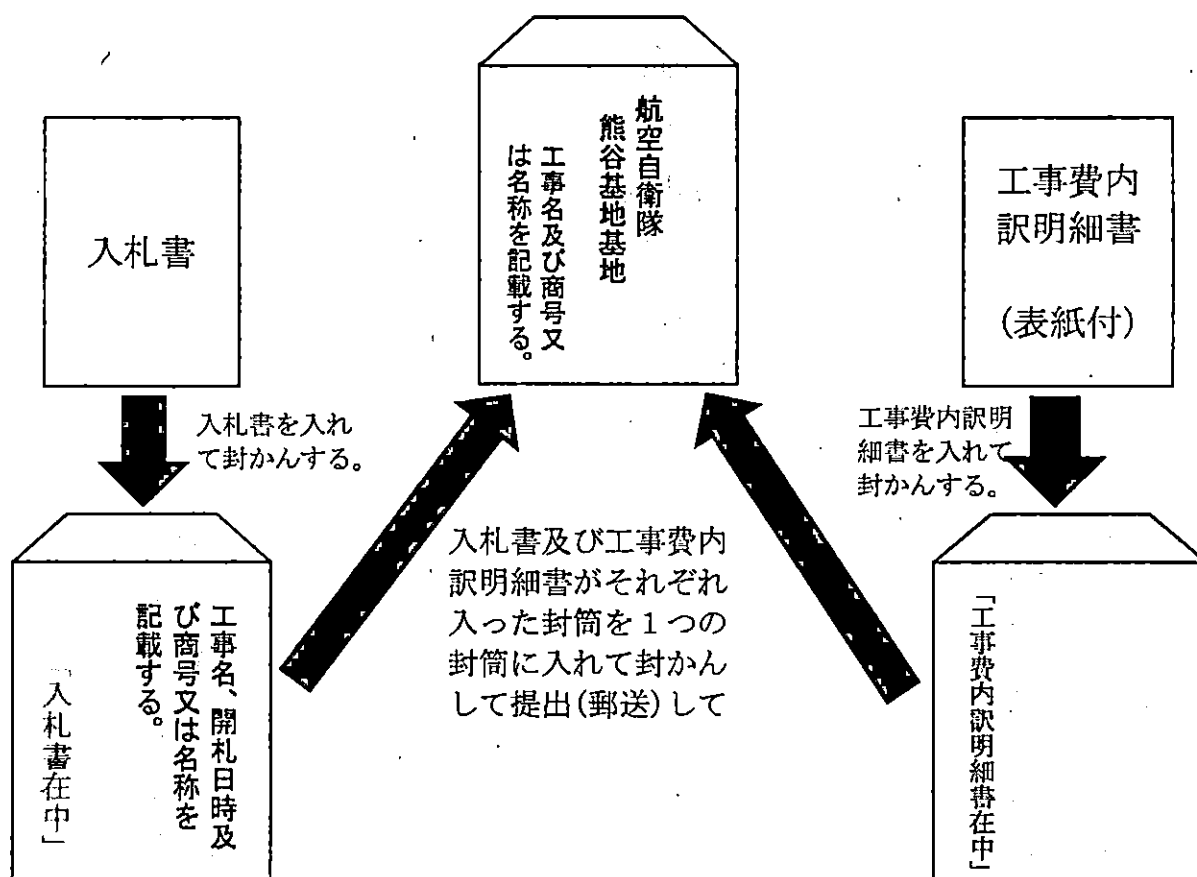 入札書
入札書を入れ
て封かんする。
工事名、開札日時及
び商号又は名称を
記載する。
「入札書在中」
航空自衛隊
熊谷基地基地
工事名及び商号又
は名称を記載する。
入札書及び工事費内
訳明細書がそれぞれ
入った封筒を1つの
封筒に入れて封かん
して提出(郵送)して
工事費内
訳明細書
(表紙付)
工事費内訳明
細書を入れて
封かんする。
「工事費内訳明細書在中」